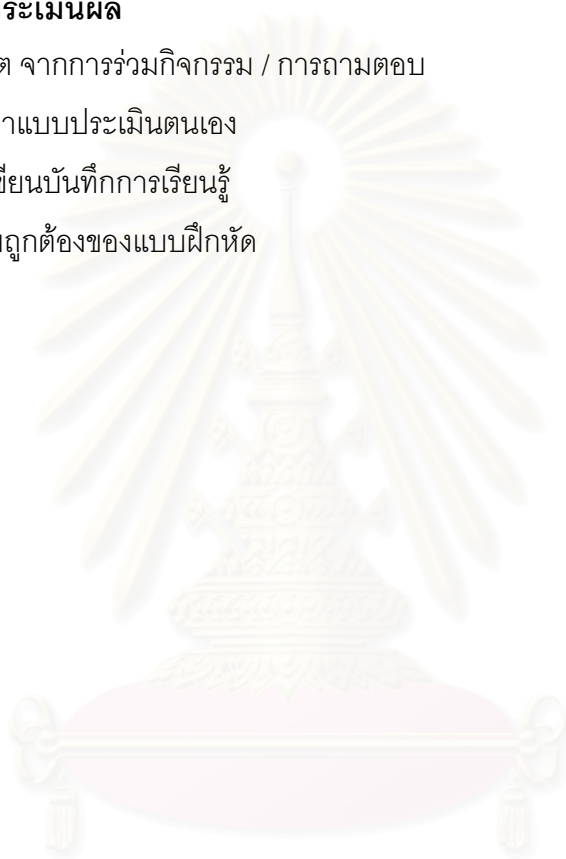 ระเมินผล
ต จากการร่วมกิจกรรม / การถามตอบ
าแบบประเมินตนเอง
ขียนบันทึกการเรียนรู้
ถูกต้องของแบบฝึกหัด